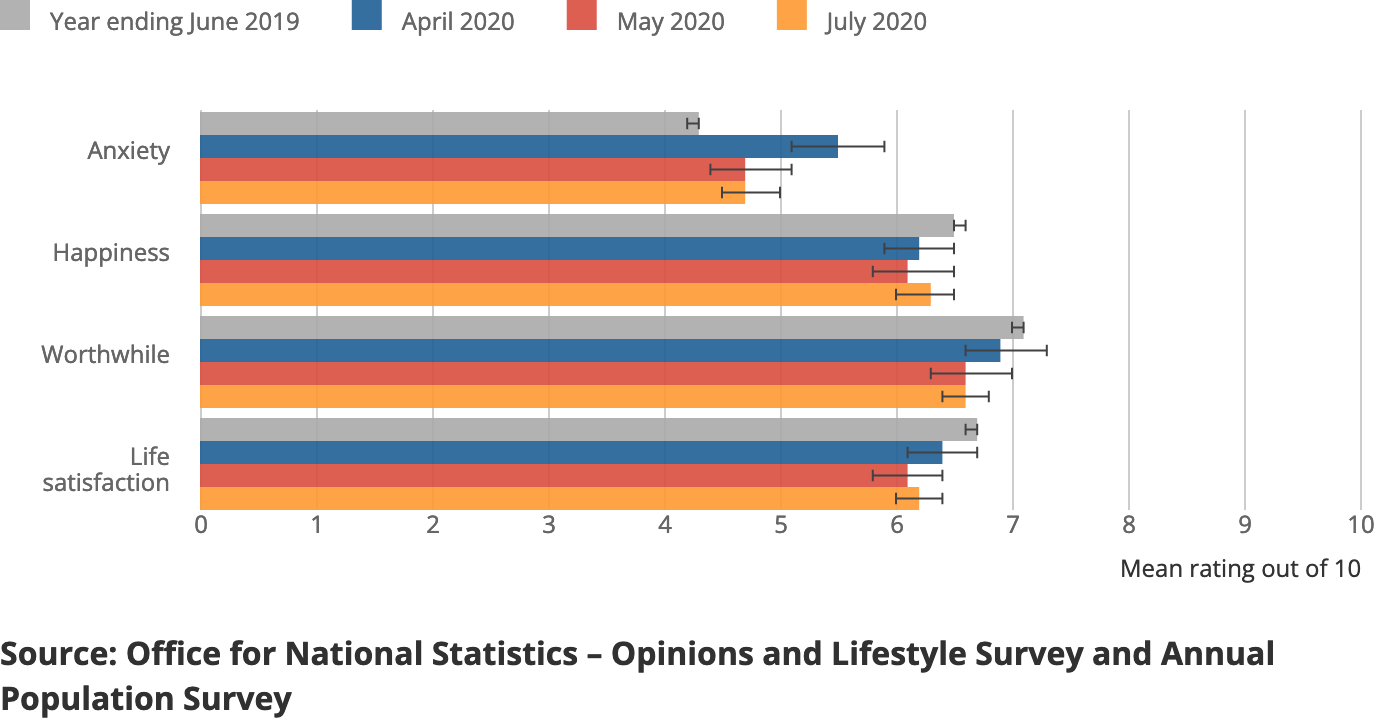 Year ending June 2019 April 2020 May 2020 July 2020
Anxiety
Happiness
Worthwhile
Life
satisfaction
0 1 2 3 4 5 6 7 8 9 10
Mean rating out of 10
Source: Office for National Statistics – Opinions and Lifestyle Survey and Annual
Population Survey